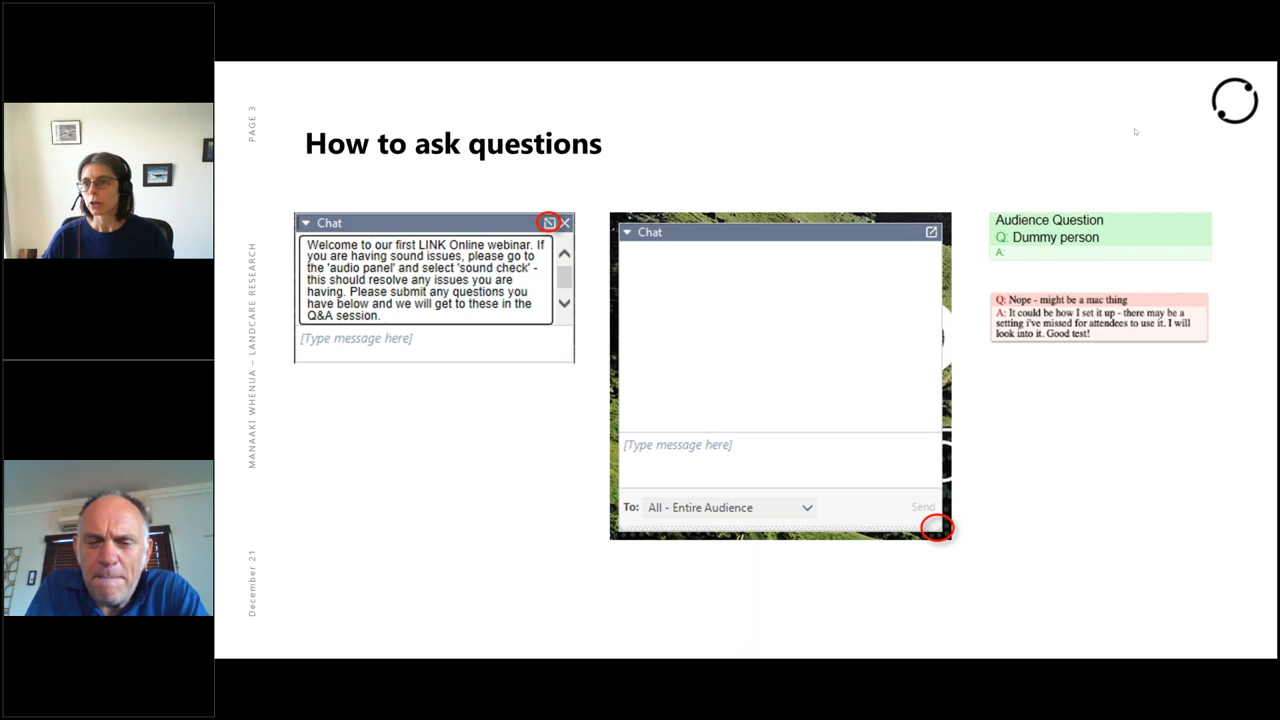 PAGE 3
MANAAKI WHENUA – LANDCARE RESEARCH
December 21
How to ask questions
Chat
Welcome to our first LINK Online webinar. If
you are having sound issues, please go to
the 'audio panel' and select 'sound check' -
this should resolve any issues you are
having. Please submit any questions you
have below and we will get to these in the
Q&A session.
[Type message here]
Chat
[Type message here]
To: All - Entire Audience
Send
Audience Question
Q: Dummy person
A:
Q: Nope - might be a mac thing
A: It could be how I set it up - there may be a
setting i've missed for attendees to use it. I will
look into it. Good test!